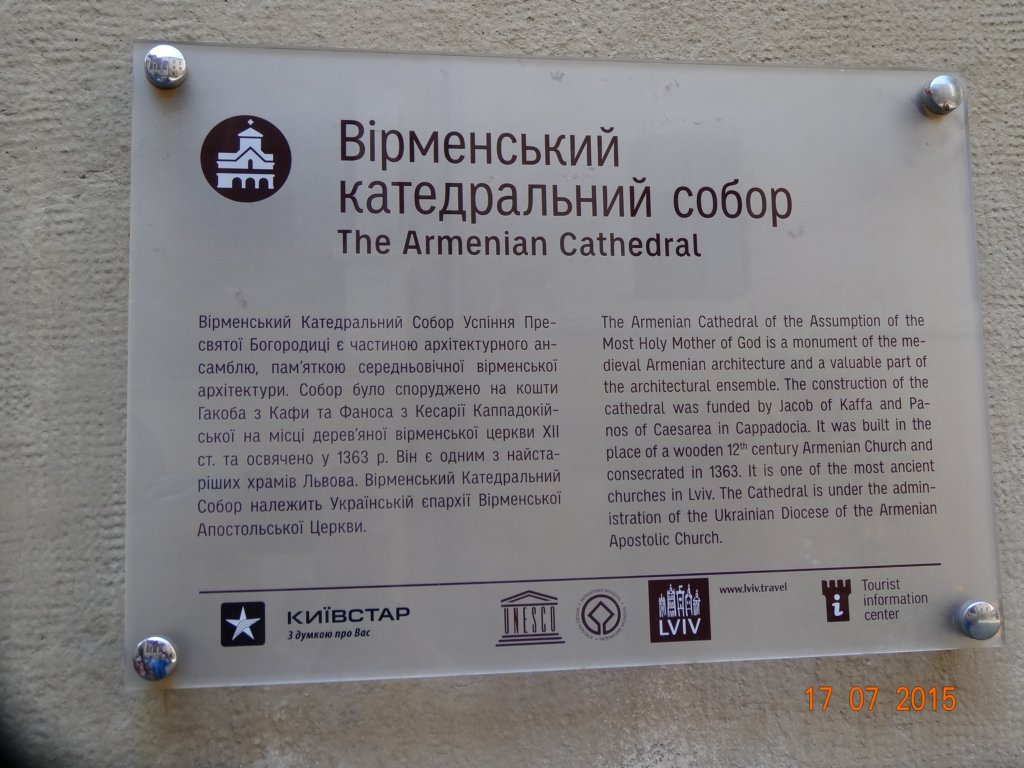 Вірменський
катедральний собор
The Armenian Cathedral
Вірменський Катедральний Собор Успіння Пре-
святої Богородиці є частиною архітектурного ан-
самблю, пам'яткою середньовічної вірменської
архітектури. Собор було споруджено на кошти
Гакоба з Кафи та Фаноса з Кесарії Каппадокій-
ської на місці дерев'яної вірменської церкви XII
ст. та освячено у 1363 р. Він є одним з найста-
ріших храмів Львова. Вірменський Катедральний
Собор належить Українській єпархії Вірменської
Апостольської Церкви.
The Armenian Cathedral of the Assumption of the
Most Holy Mother of God is a monument of the me-
dieval Armenian architecture and a valuable part of
the architectural ensemble. The construction of the
cathedral was funded by Jacob of Kaffa and Pa-
nos of Caesarea in Cappadocia. It was built in the
place of a wooden 12th century Armenian Church and
consecrated in 1363. It is one of the most ancient
churches in Lviv. The Cathedral is under the admin-
istration of the Ukrainian Diocese of the Armenian
Apostolic Church.
КИЇВСТАР
З думкою про Вас
UNESCO
LVIV
www.lviv.travel
i
Tourist
information
center
17 07 2015